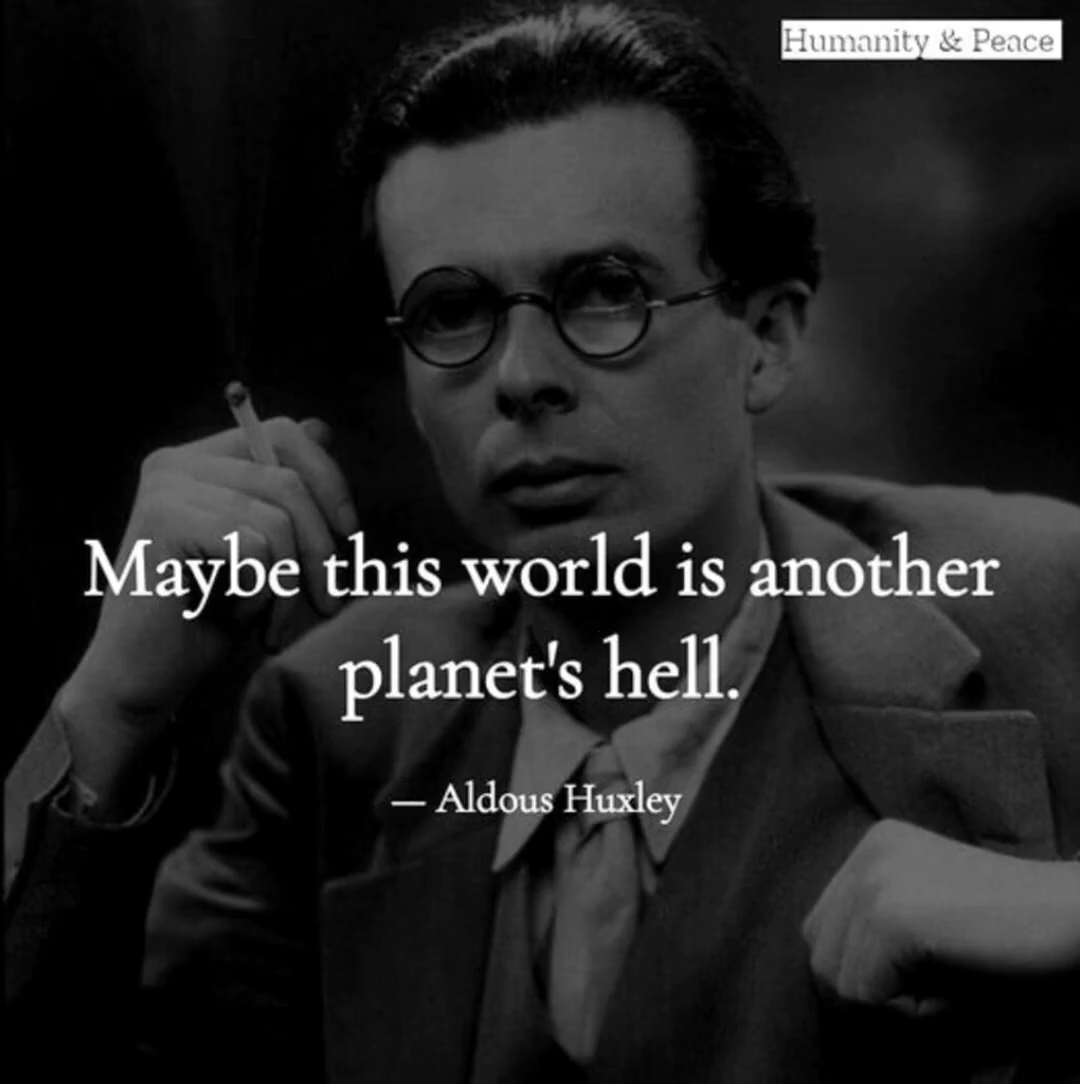 Humanity & Peace
Maybe this world is another
planet's hell.
— Aldous Huxley